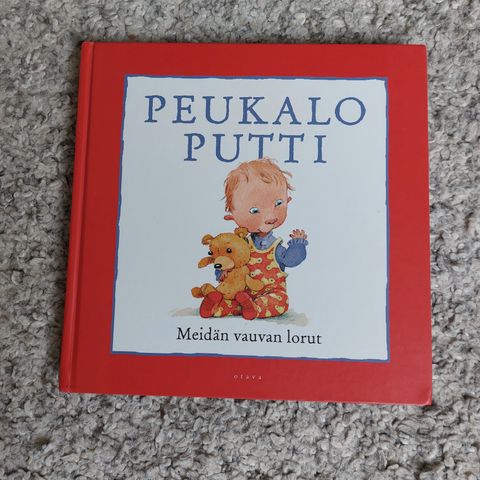 PEUKALO
PUTTI
Meidän vauvan lorut
otava